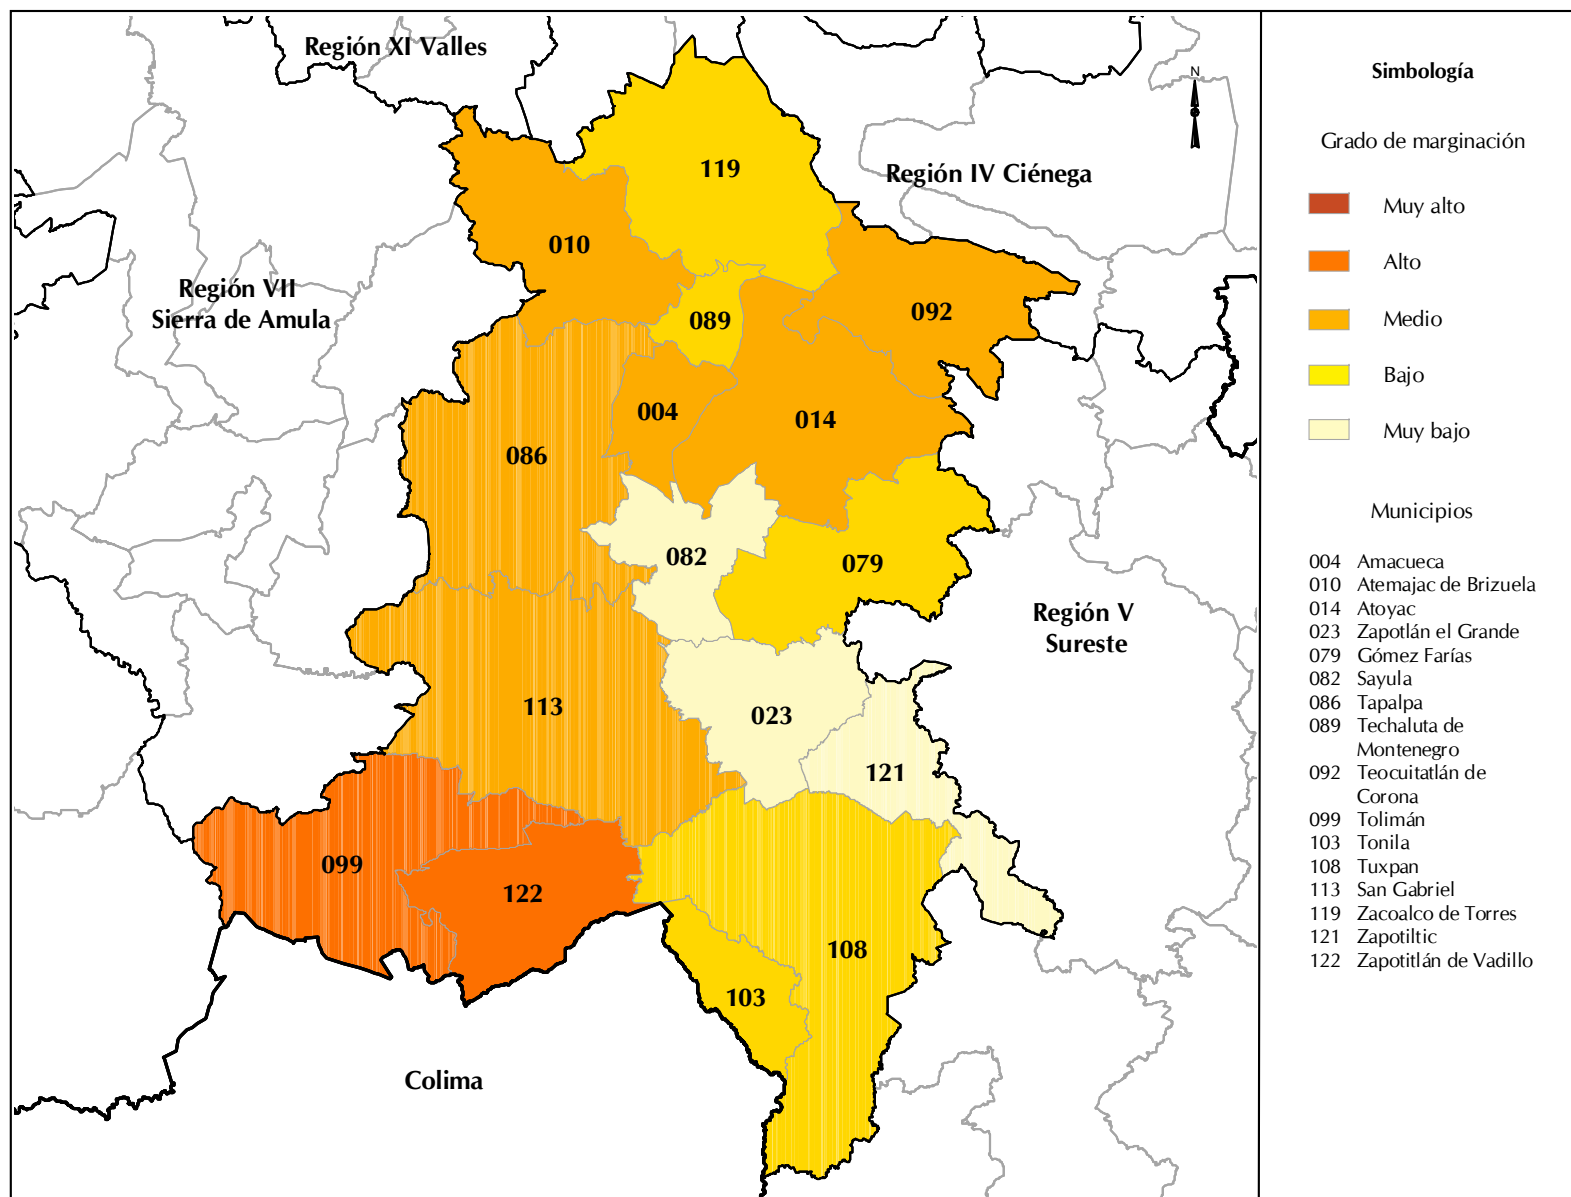 Región XI Valles
119
Región IV Ciénega
010
Región VII
Sierra de Amula
089
092
004
014
086
082
079
Región V
Sureste
113
023
121
099
122
108
103
Colima
Simbología
N
Grado de marginación
Muy alto
Alto
Medio
Bajo
Muy bajo
Municipios
004 Amacueca
010 Atemajac de Brizuela
014 Atoyac
023 Zapotlán el Grande
079 Gómez Farías
082 Sayula
086 Tapalpa
089 Techaluta de
Montenegro
092 Teocuitatlán de
Corona
099 Tolimán
103 Tonila
108 Tuxpan
113 San Gabriel
119 Zacoalco de Torres
121 Zapotiltic
122 Zapotitlán de Vadillo